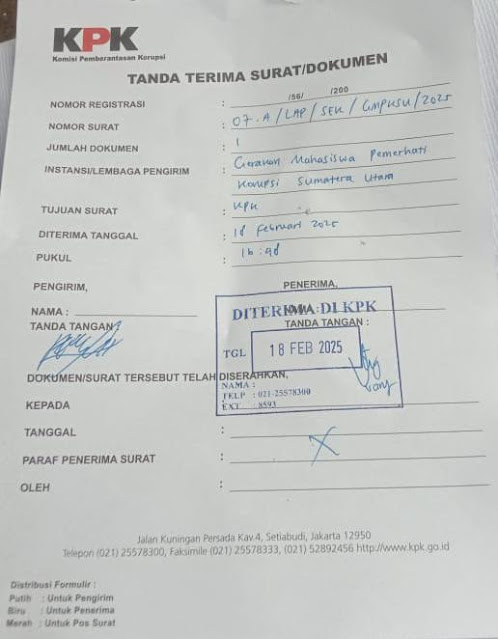 KPK
Komisi Pemberantasan Korupsi
TANDA TERIMA SURAT/DOKUMEN
NOMOR REGISTRASI : /56/ /200
NOMOR SURAT : 07.A/LAP/SEK/GMPKSU/2025
JUMLAH DOKUMEN : 1
INSTANSI/LEMBAGA PENGIRIM : Gerakan Mahasiswa Pemerhati
Korupsi Sumatera Utara
TUJUAN SURAT : KPK
DITERIMA TANGGAL : 18 Februari 2025
PUKUL :
PENGIRIM, PENERIMA,
NAMA :
TANDA TANGAN : TANDA TANGAN :
DITERIMA DI KPK
TGL 18 FEB 2025
DOKUMEN/SURAT TERSEBUT TELAH DISERAHKAN,
NAMA :
TELP : 021-25578300
EXT : 8593
KEPADA :
TANGGAL :
PARAF PENERIMA SURAT :
OLEH :
Jalan Kuningan Persada Kav.4, Setiabudi, Jakarta 12950
Telepon (021) 25578300, Faksimile (021) 25578333, (021) 52892456 http://www.kpk.go.id
Distribusi Formulir :
Putih : Untuk Pengirim
Biru : Untuk Penerima
Merah : Untuk Pos Surat